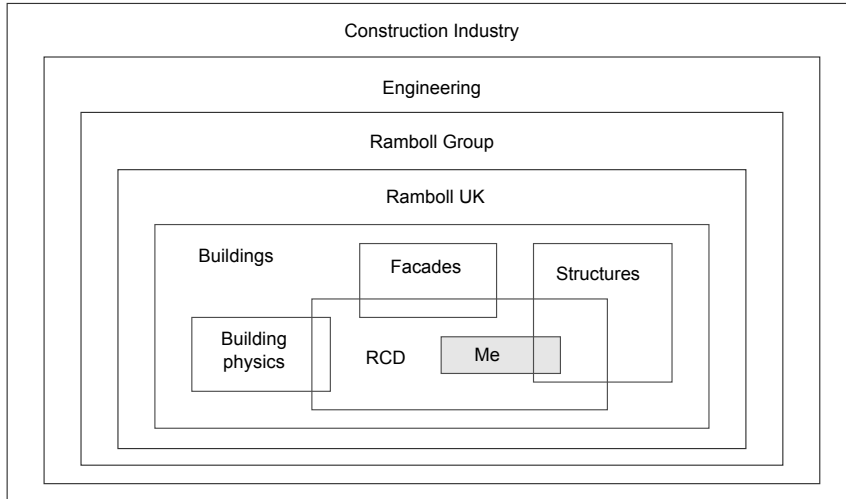 Construction Industry
Engineering
Ramboll Group
Ramboll UK
Buildings
Facades
Structures
Building
physics
RCD
Me